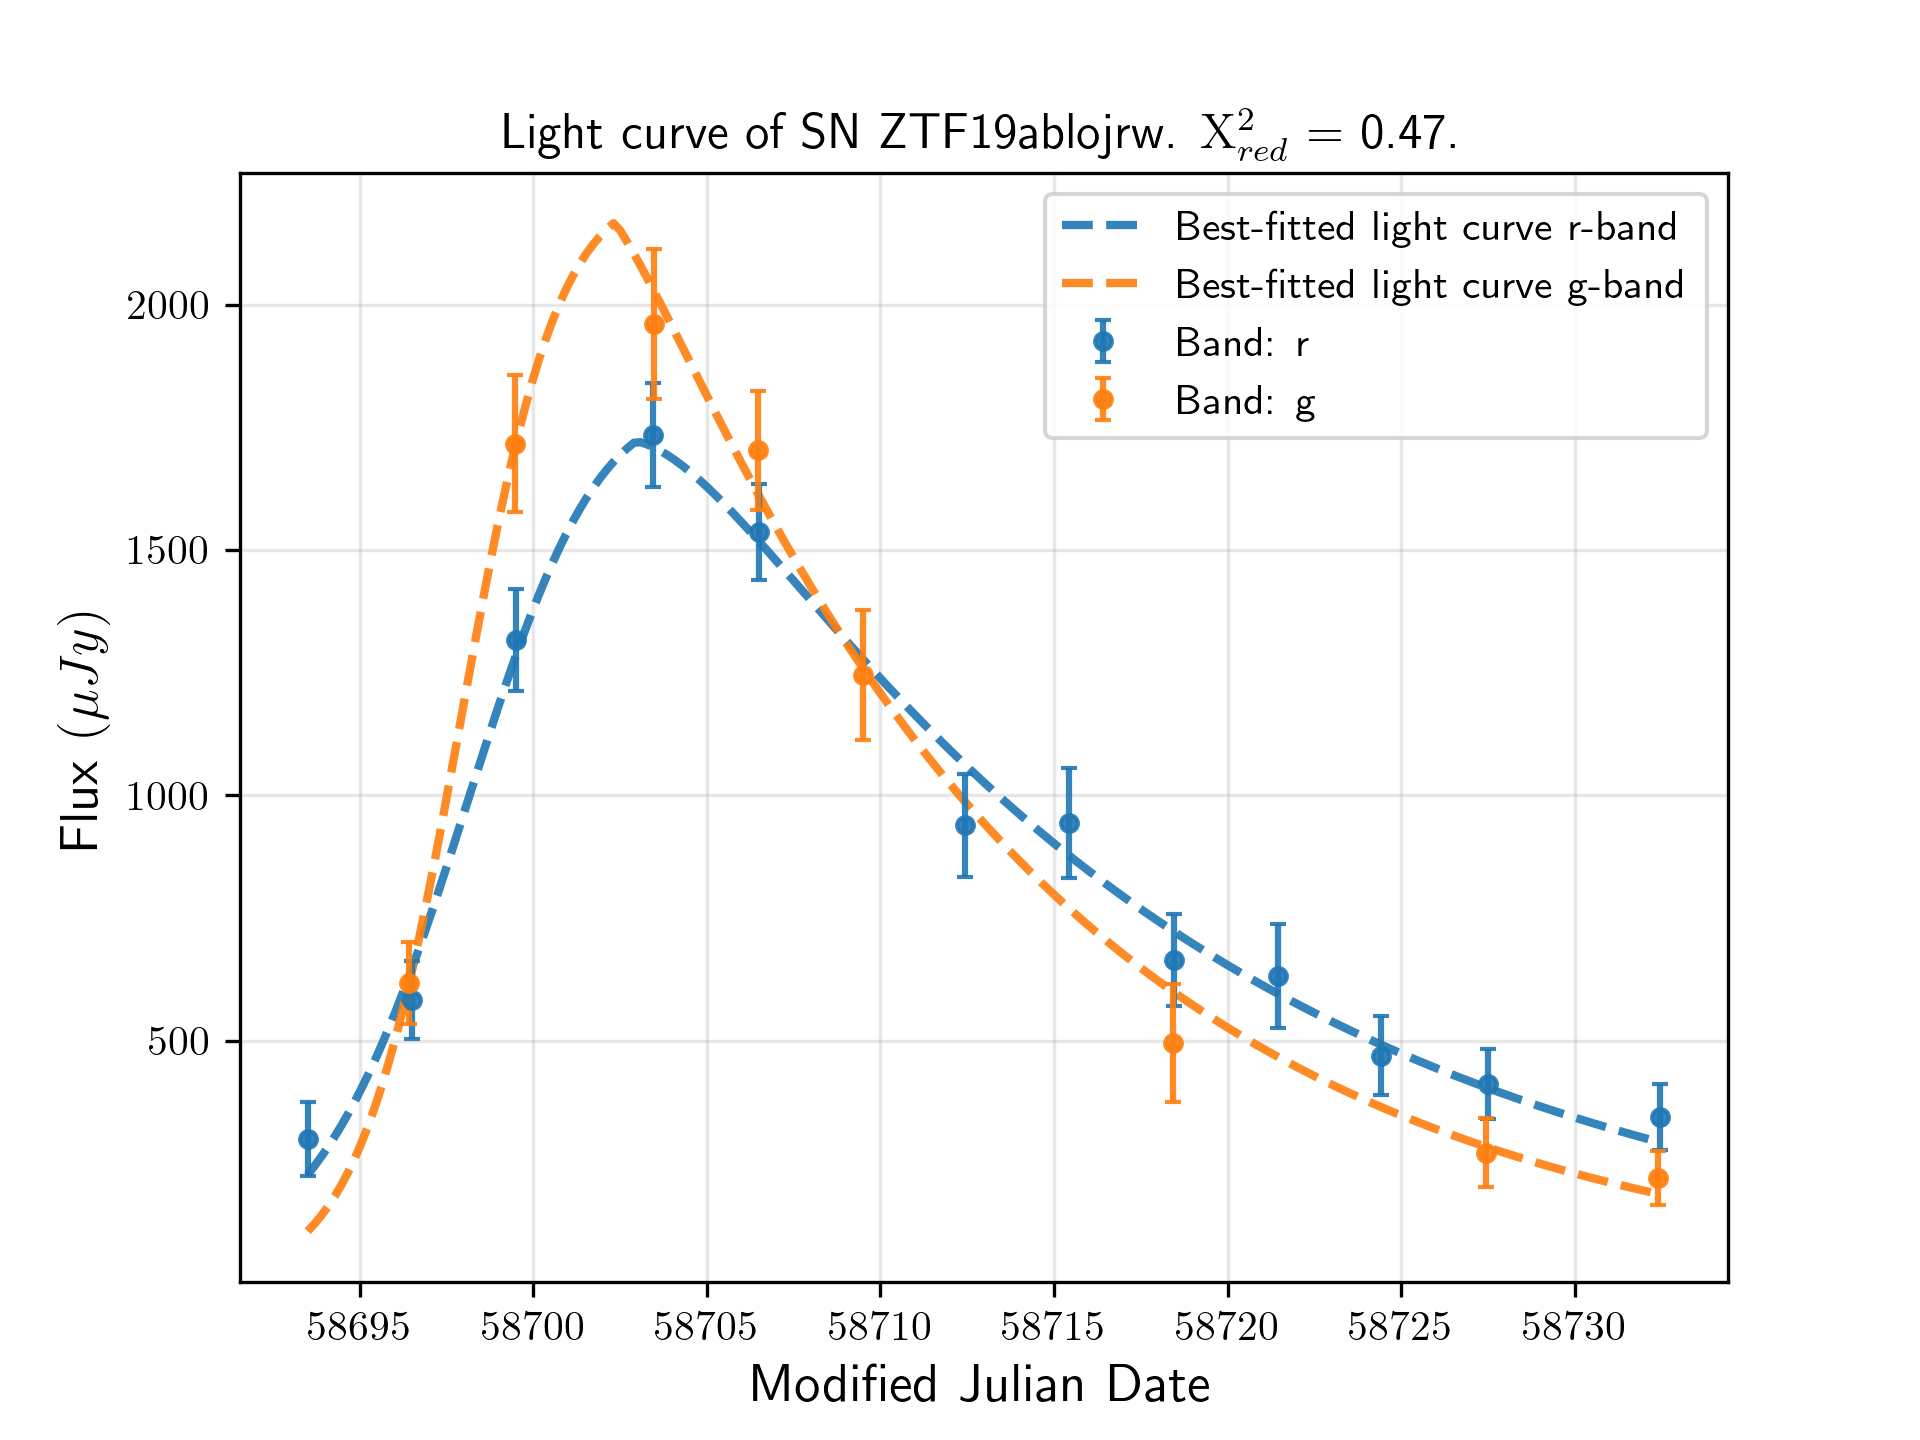 Light curve of SN ZTF19ablojrw. X²_red = 0.47.
Best-fitted light curve r-band
Best-fitted light curve g-band
Band: r
Band: g
Flux (μJy)
2000
1500
1000
500
58695 58700 58705 58710 58715 58720 58725 58730
Modified Julian Date